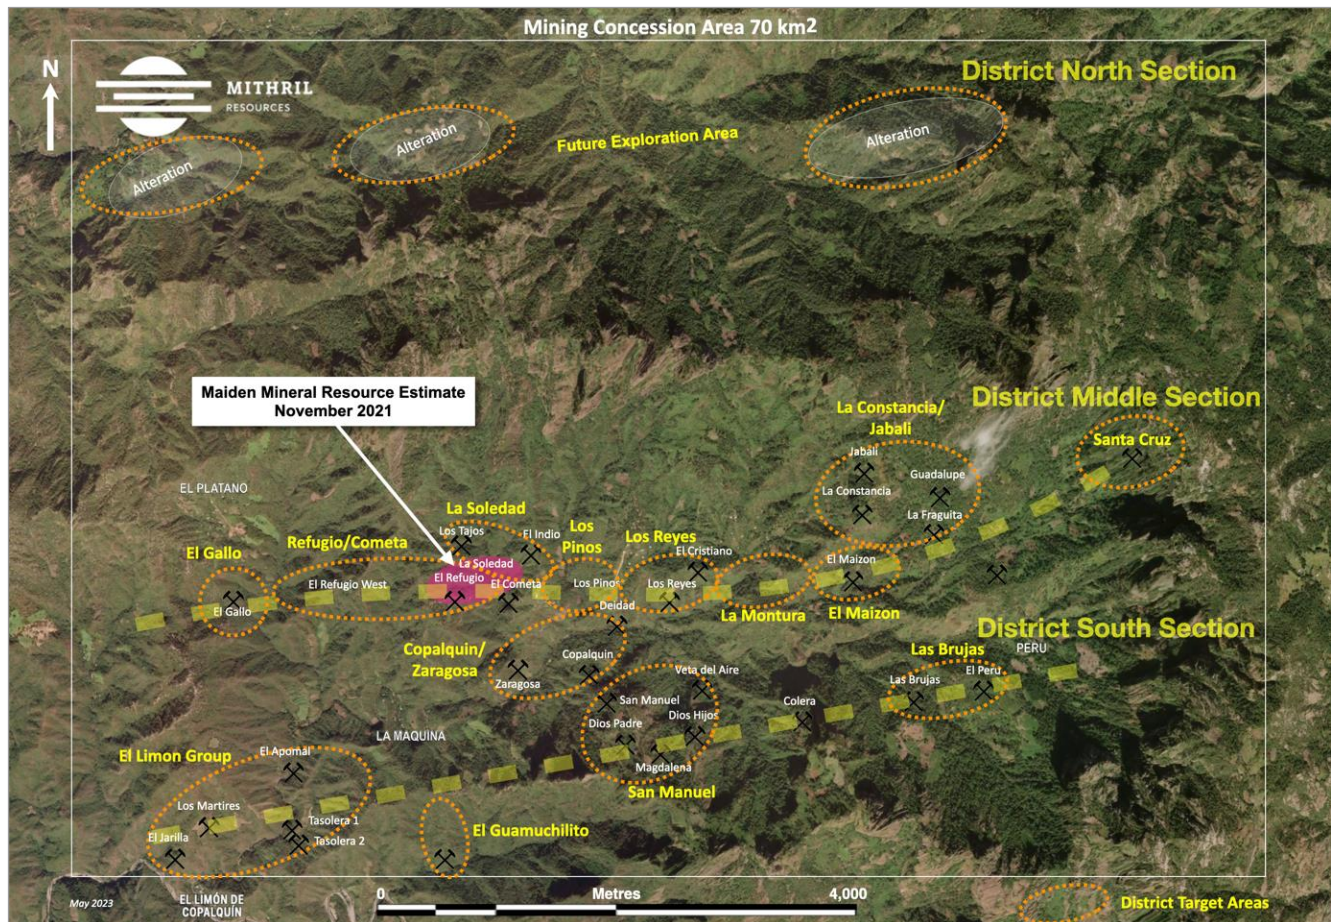 Mining Concession Area 70 km2
N
MITHRIL
RESOURCES
District North Section
Alteration
Alteration
Future Exploration Area
Alteration
Maiden Mineral Resource Estimate
November 2021
District Middle Section
La Constancia/
Jabali
Santa Cruz
Jabali
Guadalupe
La Constancia
La Fraguita
EL PLATANO
La Soledad
Los Tajos
El Indio
Los
Pinos
Los Reyes
El Cristiano
El Gallo
Refugio/Cometa
La Soledad
El Refugio West
El Refugio
El Cometa
Los Pinos
Los Reyes
El Maizon
El Gallo
La Montura
El Maizon
Deidad
District South Section
PERU
Copalquin/
Zaragosa
Copalquin
Zaragosa
Las Brujas
Las Brujas
El Peru
Veta del Aire
San Manuel
Dios Padre
Dios Hijos
Colera
Magdalena
San Manuel
LA MAQUINA
El Limon Group
El Apomal
Los Martires
Tasolera 1
El Jarilla
Tasolera 2
El Guamuchilito
May 2023
EL LIMÓN DE
COPALQUÍN
0 Metres 4,000
District Target Areas